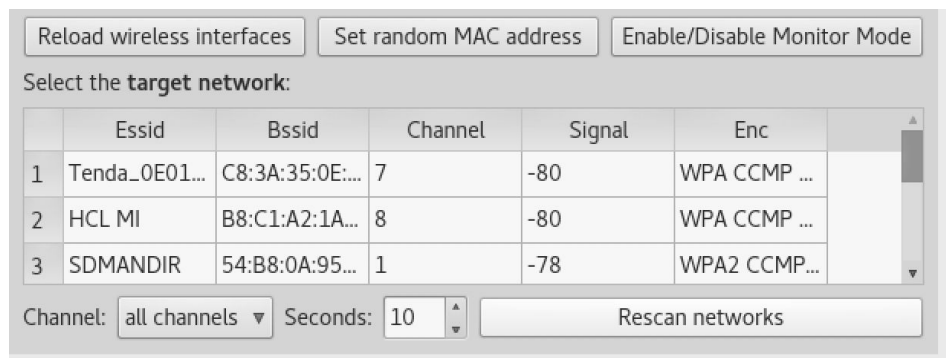 Reload wireless interfaces Set random MAC address Enable/Disable Monitor Mode
Select the target network:
Essid Bssid Channel Signal Enc
1 Tenda_0E01... C8:3A:35:0E:... 7 -80 WPA CCMP ...
2 HCL MI B8:C1:A2:1A... 8 -80 WPA CCMP ...
3 SDMANDIR 54:B8:0A:95... 1 -78 WPA2 CCMP...
Channel: all channels Seconds: 10 Rescan networks